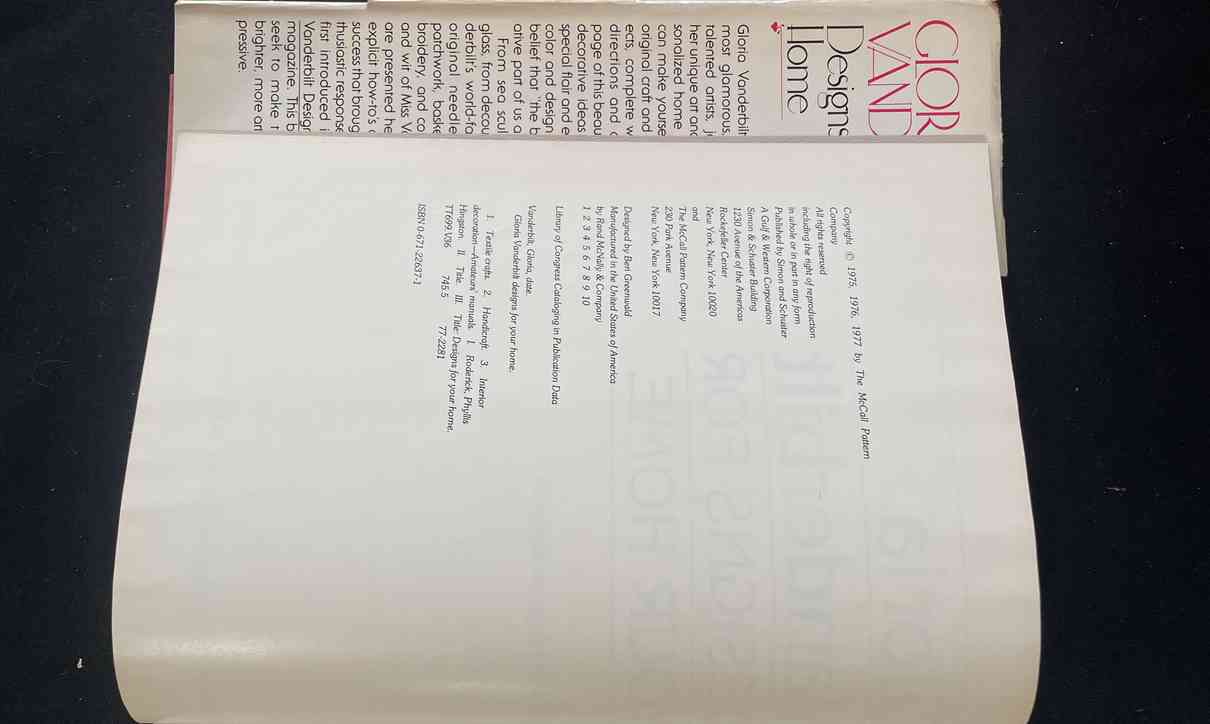 GLOR
VAND
Designs
Home
Gloria Vanderbilt
most glamorous,
talented artists, j
her unique art and
sonalized home
can make yourse
original craft and
ears, complete w
directions and
page of this beau
decorative ideas
special flair and e
color and design
belief that "the b
ative part of us a
From sea scul
glass, from decou
derbilt's world-fa
original needle
patchwork, baske
broidery, and co
and wit of Miss V
are presented he
explicit how-to's
success that broug
thusiastic response
first introduced i
Vanderbilt Design
magazine. This b
seek to make t
brighter, more art
pressive.
Copyright © 1975, 1976, 1977 by The McCall Pattern
Company
All rights reserved
including the right of reproduction
in whole or in part in any form
Published by Simon and Schuster
A Gulf & Western Corporation
Simon & Schuster Building
1230 Avenue of the Americas
Rockefeller Center
New York, New York 10020
and
The McCall Pattern Company
230 Park Avenue
New York, New York 10017
Designed by Beri Greenwald
Manufactured in the United States of America
by Rand McNally & Company
1 2 3 4 5 6 7 8 9 10
Library of Congress Cataloging in Publication Data
Vanderbilt, Gloria, date.
Gloria Vanderbilt designs for your home.
1. Textile crafts. 2. Handicraft. 3. Interior
decoration—Amateurs' manuals. I. Roderick, Phyllis
Hingston. II. Title. III. Title: Designs for your home.
TT699.V36 745.5 77-2281
ISBN 0-671-22637-1